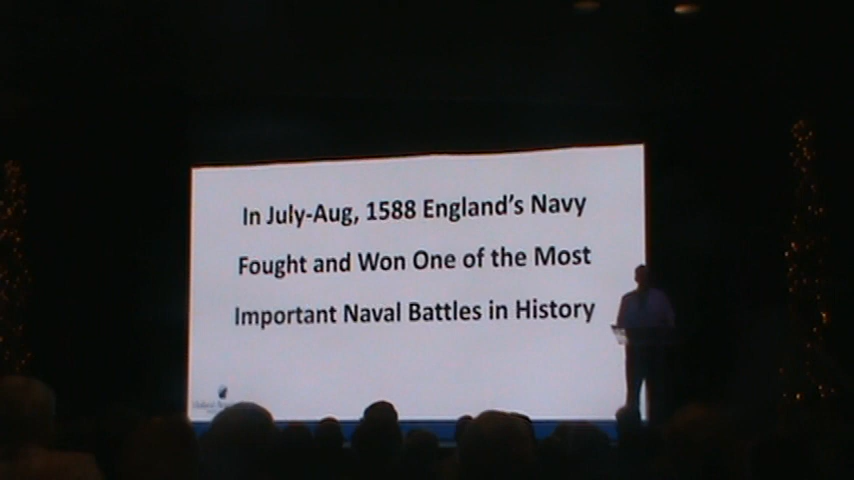 In July-Aug, 1588 England's Navy
Fought and Won One of the Most
Important Naval Battles in History